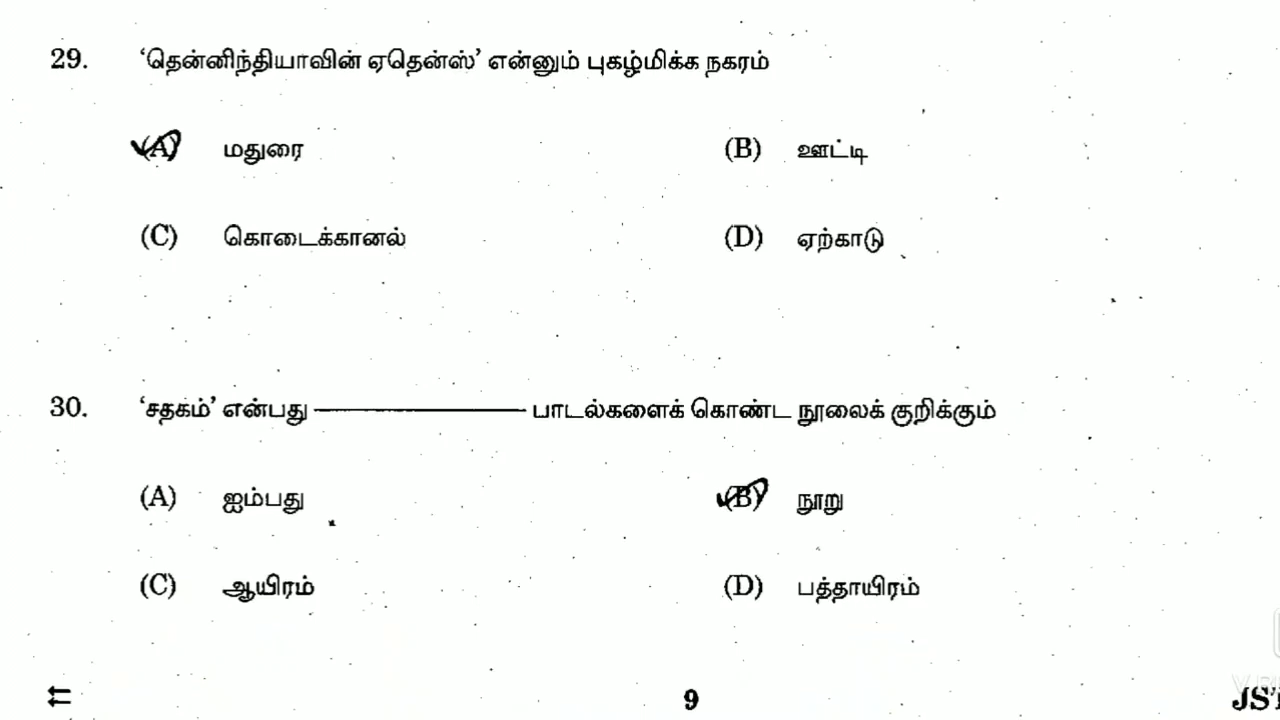 29. 'தென்னிந்தியாவின் ஏதென்ஸ்' என்னும் புகழ்மிக்க நகரம்
(A) மதுரை (B) ஊட்டி
(C) கொடைக்கானல் (D) ஏற்காடு
30. 'சதகம்' என்பது ―――― பாடல்களைக் கொண்ட நூலைக் குறிக்கும்
(A) ஐம்பது (B) நூறு
(C) ஆயிரம் (D) பத்தாயிரம்
9